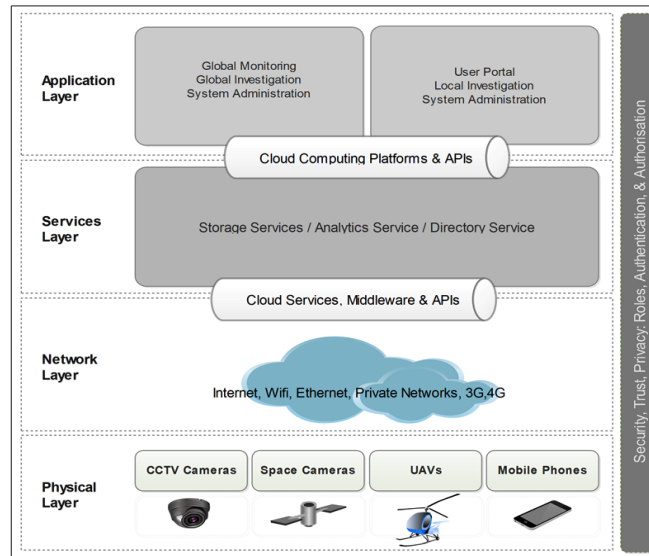 Application
Layer
Global Monitoring
Global Investigation
System Administration
User Portal
Local Investigation
System Administration
Cloud Computing Platforms & APIs
Services
Layer
Storage Services / Analytics Service / Directory Service
Cloud Services, Middleware & APIs
Network
Layer
Internet, Wifi, Ethernet, Private Networks, 3G,4G
Physical
Layer
CCTV Cameras
Space Cameras
UAVs
Mobile Phones
Security, Trust, Privacy: Roles, Authentication, & Authorisation